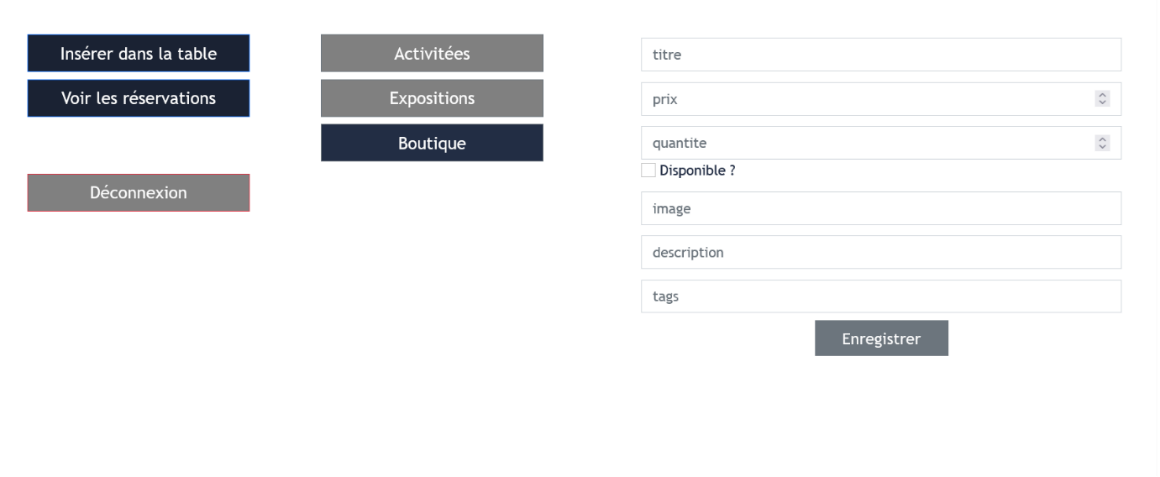 Insérer dans la table
Voir les réservations
Déconnexion
Activitées
Expositions
Boutique
titre
prix
quantite
Disponible ?
image
description
tags
Enregistrer